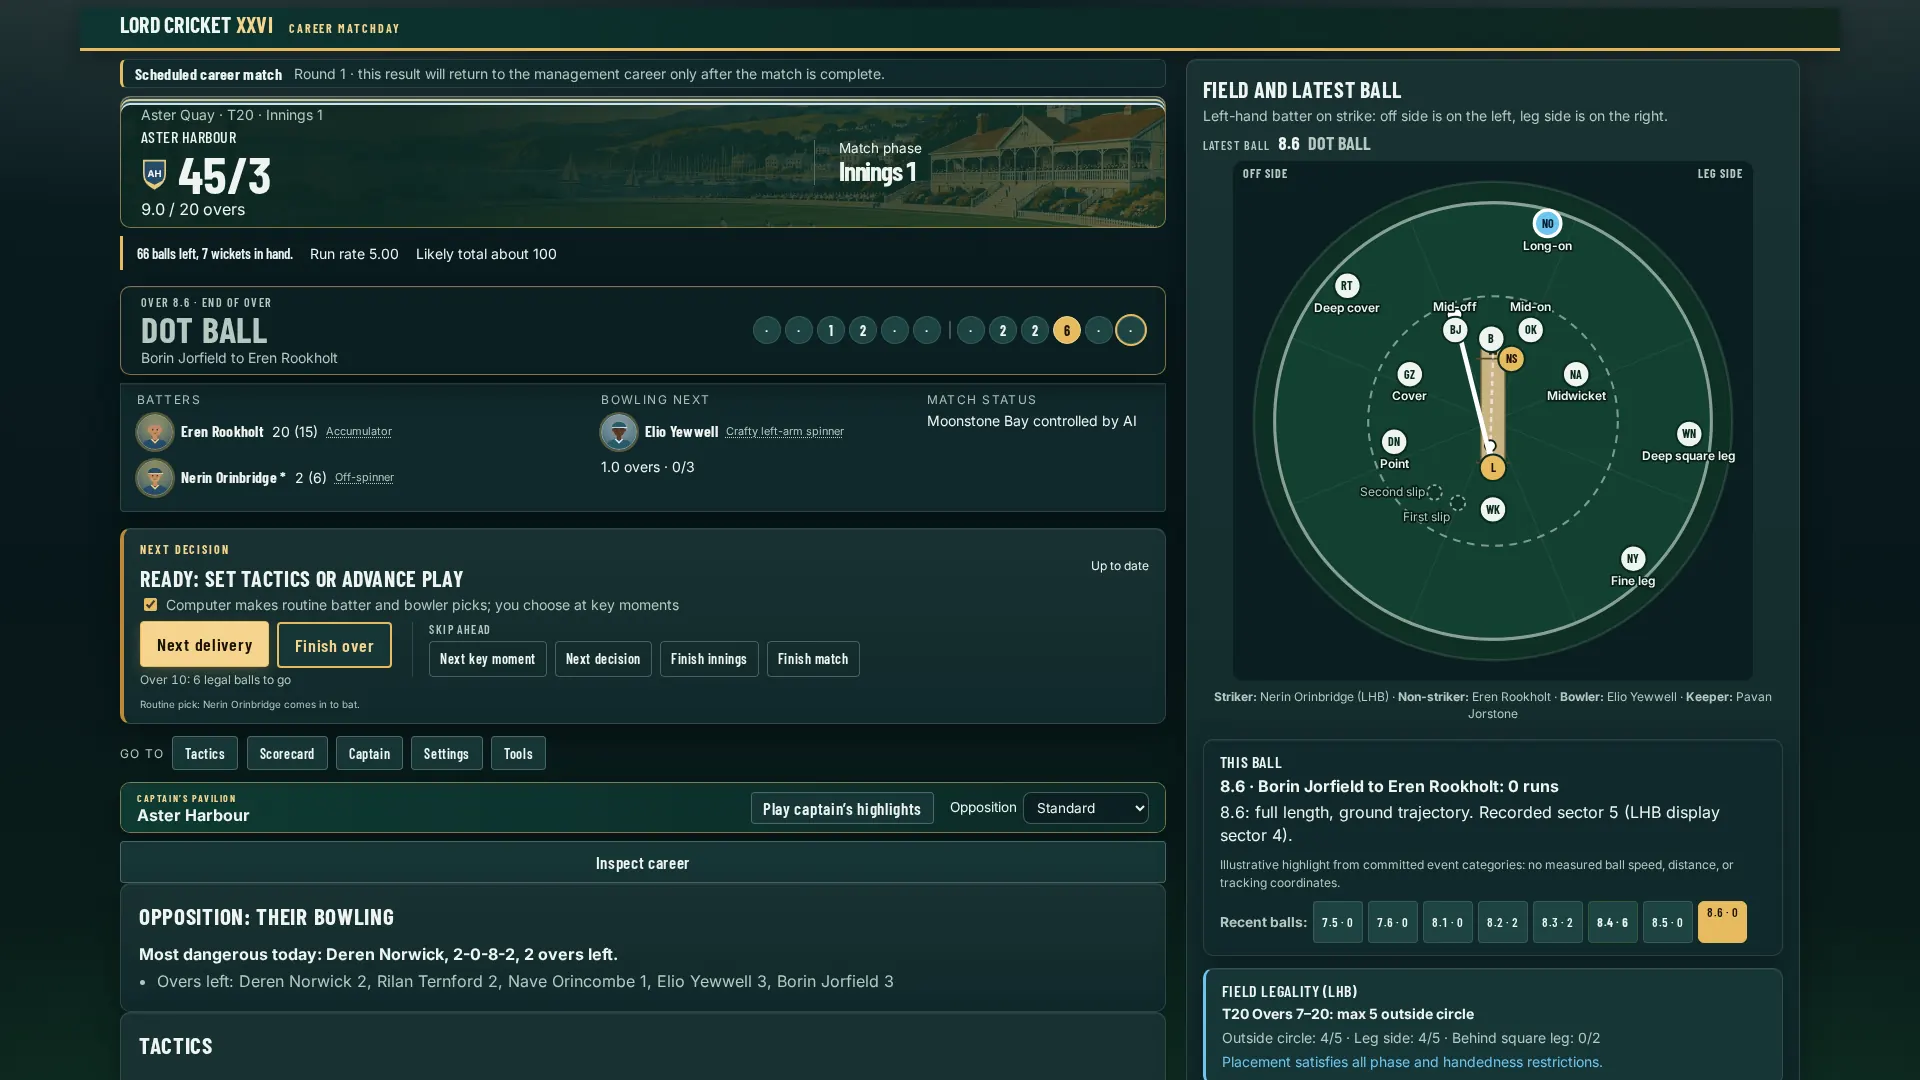 LORD CRICKET XXVI CAREER MATCHDAY
Scheduled career match Round 1 · this result will return to the management career only after the match is complete.
Aster Quay · T20 · Innings 1
ASTER HARBOUR
AH 45/3
9.0 / 20 overs
Match phase
Innings 1
66 balls left, 7 wickets in hand. Run rate 5.00 Likely total about 100
OVER 8.6 · END OF OVER
DOT BALL
Borin Jorfield to Eren Rookholt
· · 1 2 · · | · 2 2 6 · ·
BATTERS
Eren Rookholt 20 (15) Accumulator
Nerin Orinbridge * 2 (6) Off-spinner
BOWLING NEXT
Elio Yewwell Crafty left-arm spinner
1.0 overs · 0/3
MATCH STATUS
Moonstone Bay controlled by AI
NEXT DECISION
READY: SET TACTICS OR ADVANCE PLAY
Up to date
Computer makes routine batter and bowler picks; you choose at key moments
Next delivery Finish over
SKIP AHEAD
Next key moment Next decision Finish innings Finish match
Over 10: 6 legal balls to go
Routine pick: Nerin Orinbridge comes in to bat.
GO TO Tactics Scorecard Captain Settings Tools
CAPTAIN'S PAVILION
Aster Harbour
Play captain's highlights Opposition Standard
Inspect career
OPPOSITION: THEIR BOWLING
Most dangerous today: Deren Norwick, 2-0-8-2, 2 overs left.
• Overs left: Deren Norwick 2, Rilan Ternford 2, Nave Orincombe 1, Elio Yewwell 3, Borin Jorfield 3
TACTICS
FIELD AND LATEST BALL
Left-hand batter on strike: off side is on the left, leg side is on the right.
LATEST BALL 8.6 DOT BALL
OFF SIDE LEG SIDE
NO
Long-on
RT
Deep cover
Mid-off Mid-on
BJ B OK
NS
GZ NA
Cover Midwicket
DN WN
Point Deep square leg
L
Second slip
First slip
WK
NY
Fine leg
Striker: Nerin Orinbridge (LHB) · Non-striker: Eren Rookholt · Bowler: Elio Yewwell · Keeper: Pavan
Jorstone
THIS BALL
8.6 · Borin Jorfield to Eren Rookholt: 0 runs
8.6: full length, ground trajectory. Recorded sector 5 (LHB display
sector 4).
Illustrative highlight from committed event categories: no measured ball speed, distance, or
tracking coordinates.
Recent balls: 7.5 · 0 7.6 · 0 8.1 · 0 8.2 · 2 8.3 · 2 8.4 · 6 8.5 · 0 8.6 · 0
FIELD LEGALITY (LHB)
T20 Overs 7–20: max 5 outside circle
Outside circle: 4/5 · Leg side: 4/5 · Behind square leg: 0/2
Placement satisfies all phase and handedness restrictions.